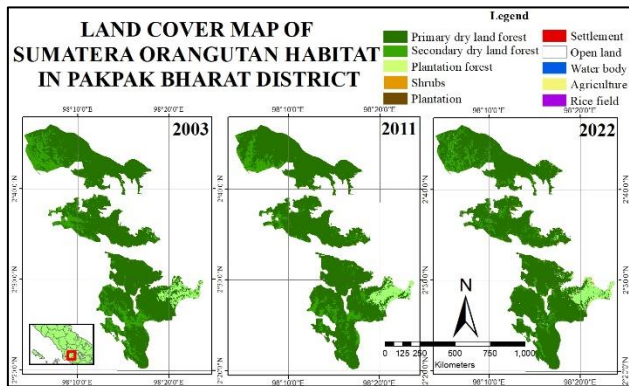 LAND COVER MAP OF
SUMATERA ORANGUTAN HABITAT
IN PAKPAK BHARAT DISTRICT
Legend
Primary dry land forest
Secondary dry land forest
Plantation forest
Shrubs
Plantation
Settlement
Open land
Water body
Agriculture
Rice field
98°10'0"E 98°20'0"E 98°10'0"E 98°20'0"E 98°10'0"E 98°20'0"E
2003 2011 2022
2°40'0"N 2°40'0"N
2°30'0"N 2°30'0"N
N
0 125 250 500 750 1,000
Kilometers
2°20'0"N
98°10'0"E 98°20'0"E 98°10'0"E 98°20'0"E 98°10'0"E 98°20'0"E